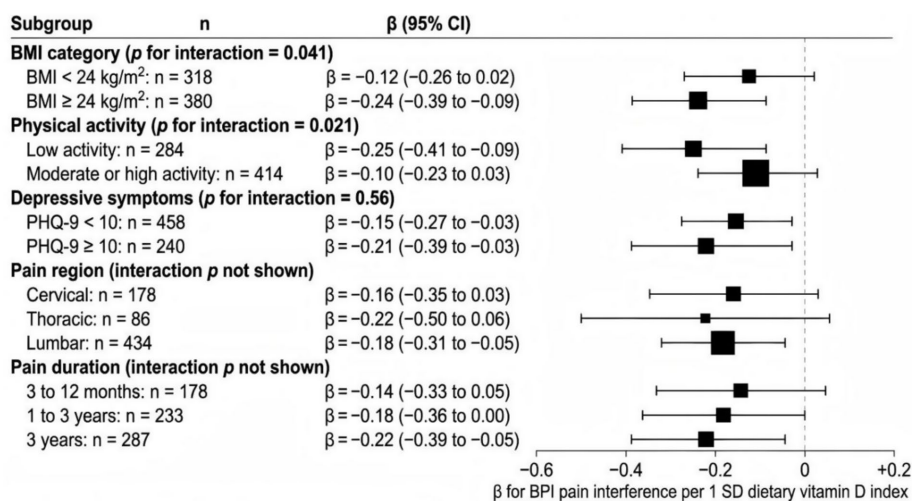 Subgroup n β (95% CI)
BMI category (p for interaction = 0.041)
BMI < 24 kg/m²: n = 318 β = −0.12 (−0.26 to 0.02)
BMI ≥ 24 kg/m²: n = 380 β = −0.24 (−0.39 to −0.09)
Physical activity (p for interaction = 0.021)
Low activity: n = 284 β = −0.25 (−0.41 to −0.09)
Moderate or high activity: n = 414 β = −0.10 (−0.23 to 0.03)
Depressive symptoms (p for interaction = 0.56)
PHQ-9 < 10: n = 458 β = −0.15 (−0.27 to −0.03)
PHQ-9 ≥ 10: n = 240 β = −0.21 (−0.39 to −0.03)
Pain region (interaction p not shown)
Cervical: n = 178 β = −0.16 (−0.35 to 0.03)
Thoracic: n = 86 β = −0.22 (−0.50 to 0.06)
Lumbar: n = 434 β = −0.18 (−0.31 to −0.05)
Pain duration (interaction p not shown)
3 to 12 months: n = 178 β = −0.14 (−0.33 to 0.05)
1 to 3 years: n = 233 β = −0.18 (−0.36 to 0.00)
3 years: n = 287 β = −0.22 (−0.39 to −0.05)
−0.6 −0.4 −0.2 0 +0.2
β for BPI pain interference per 1 SD dietary vitamin D index